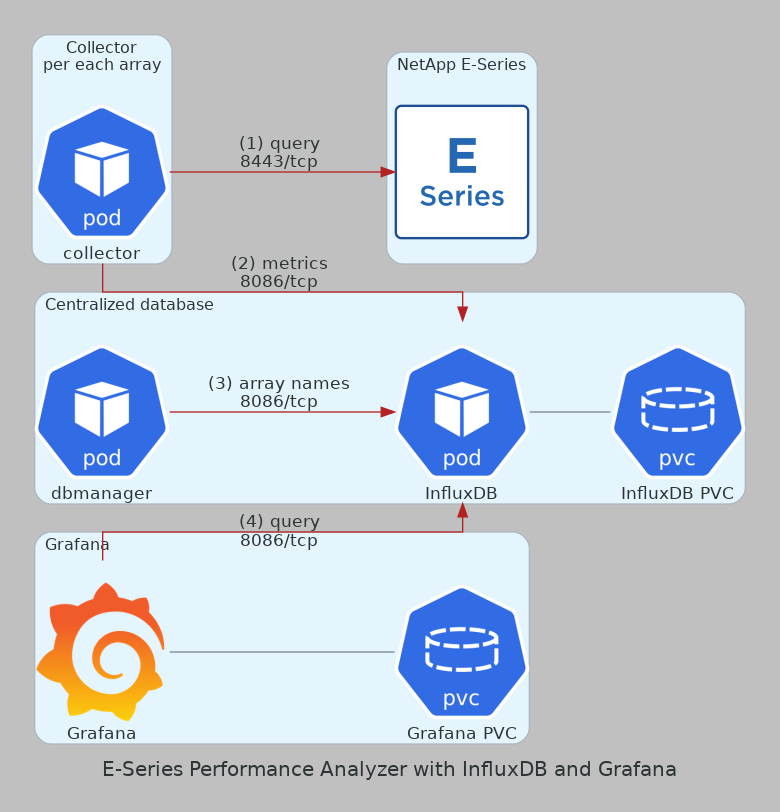 Collector
per each array
NetApp E-Series
(1) query
8443/tcp
E
Series
pod
collector
(2) metrics
8086/tcp
Centralized database
(3) array names
8086/tcp
pod
pod
pvc
dbmanager
InfluxDB
InfluxDB PVC
(4) query
8086/tcp
Grafana
pvc
Grafana
Grafana PVC
E-Series Performance Analyzer with InfluxDB and Grafana